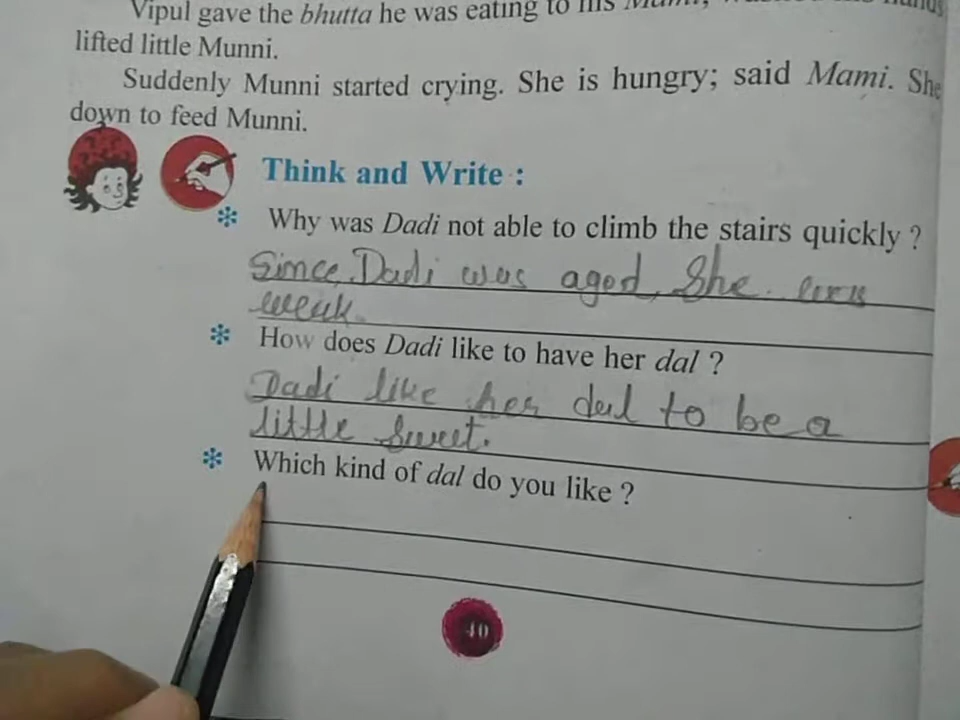 Vipul gave the bhutta he was eating to his Mami,
lifted little Munni.
Suddenly Munni started crying. She is hungry; said Mami. She
down to feed Munni.
Think and Write :
Why was Dadi not able to climb the stairs quickly ?
Since, Dadi was aged, She was
weak.
How does Dadi like to have her dal ?
Dadi like her dal to be a
little sweet.
Which kind of dal do you like ?
40